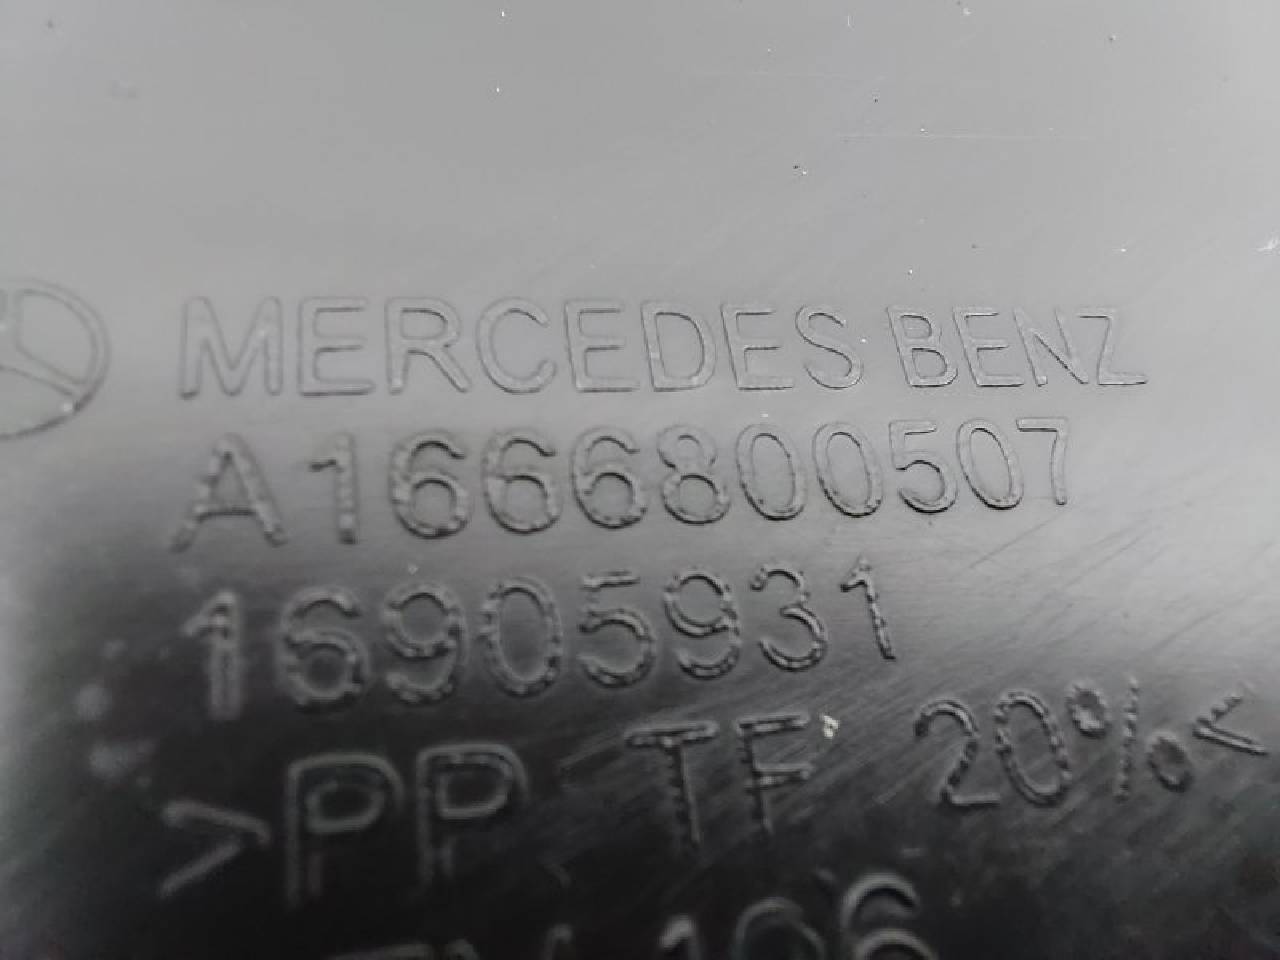 MERCEDES BENZ
A1666800507
16905931
>PP TF 20%<